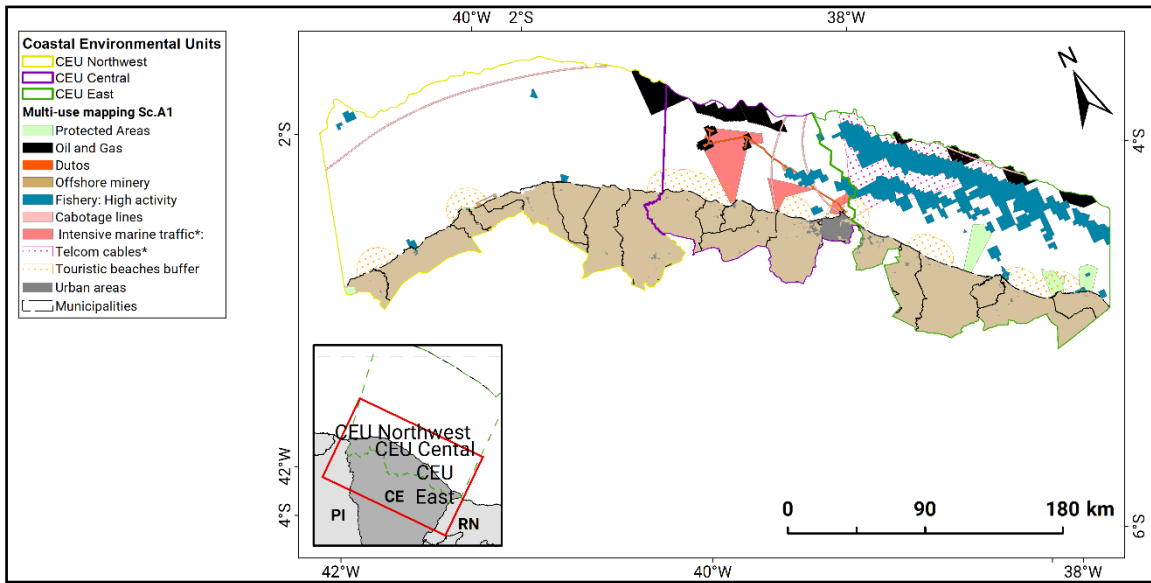 40°W 2°S 38°W
Coastal Environmental Units
CEU Northwest
CEU Central
CEU East
Multi-use mapping Sc.A1
Protected Areas
Oil and Gas
Dutos
Offshore minery
Fishery: High activity
Cabotage lines
Intensive marine traffic*:
Telcom cables*
Touristic beaches buffer
Urban areas
Municipalities
N
2°S
4°S
CEU Northwest
CEU Cental
CEU
East
CE
PI
RN
42°W
4°S
0 90 180 km
6°S
42°W 40°W 38°W